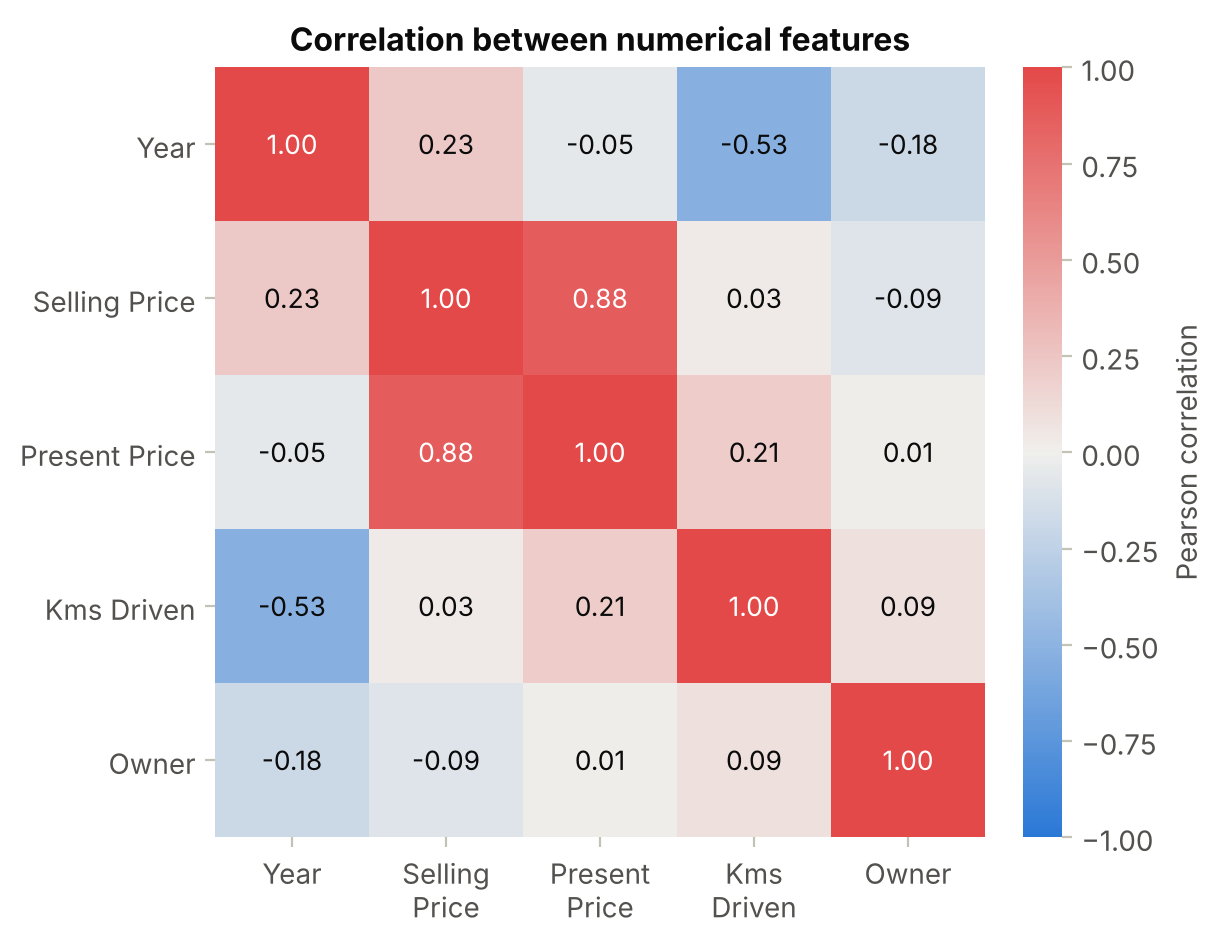 Correlation between numerical features
Year 1.00 0.23 -0.05 -0.53 -0.18
Selling Price 0.23 1.00 0.88 0.03 -0.09
Present Price -0.05 0.88 1.00 0.21 0.01
Kms Driven -0.53 0.03 0.21 1.00 0.09
Owner -0.18 -0.09 0.01 0.09 1.00
Year
Selling
Price
Present
Price
Kms
Driven
Owner
1.00
0.75
0.50
0.25
0.00
−0.25
−0.50
−0.75
−1.00
Pearson correlation